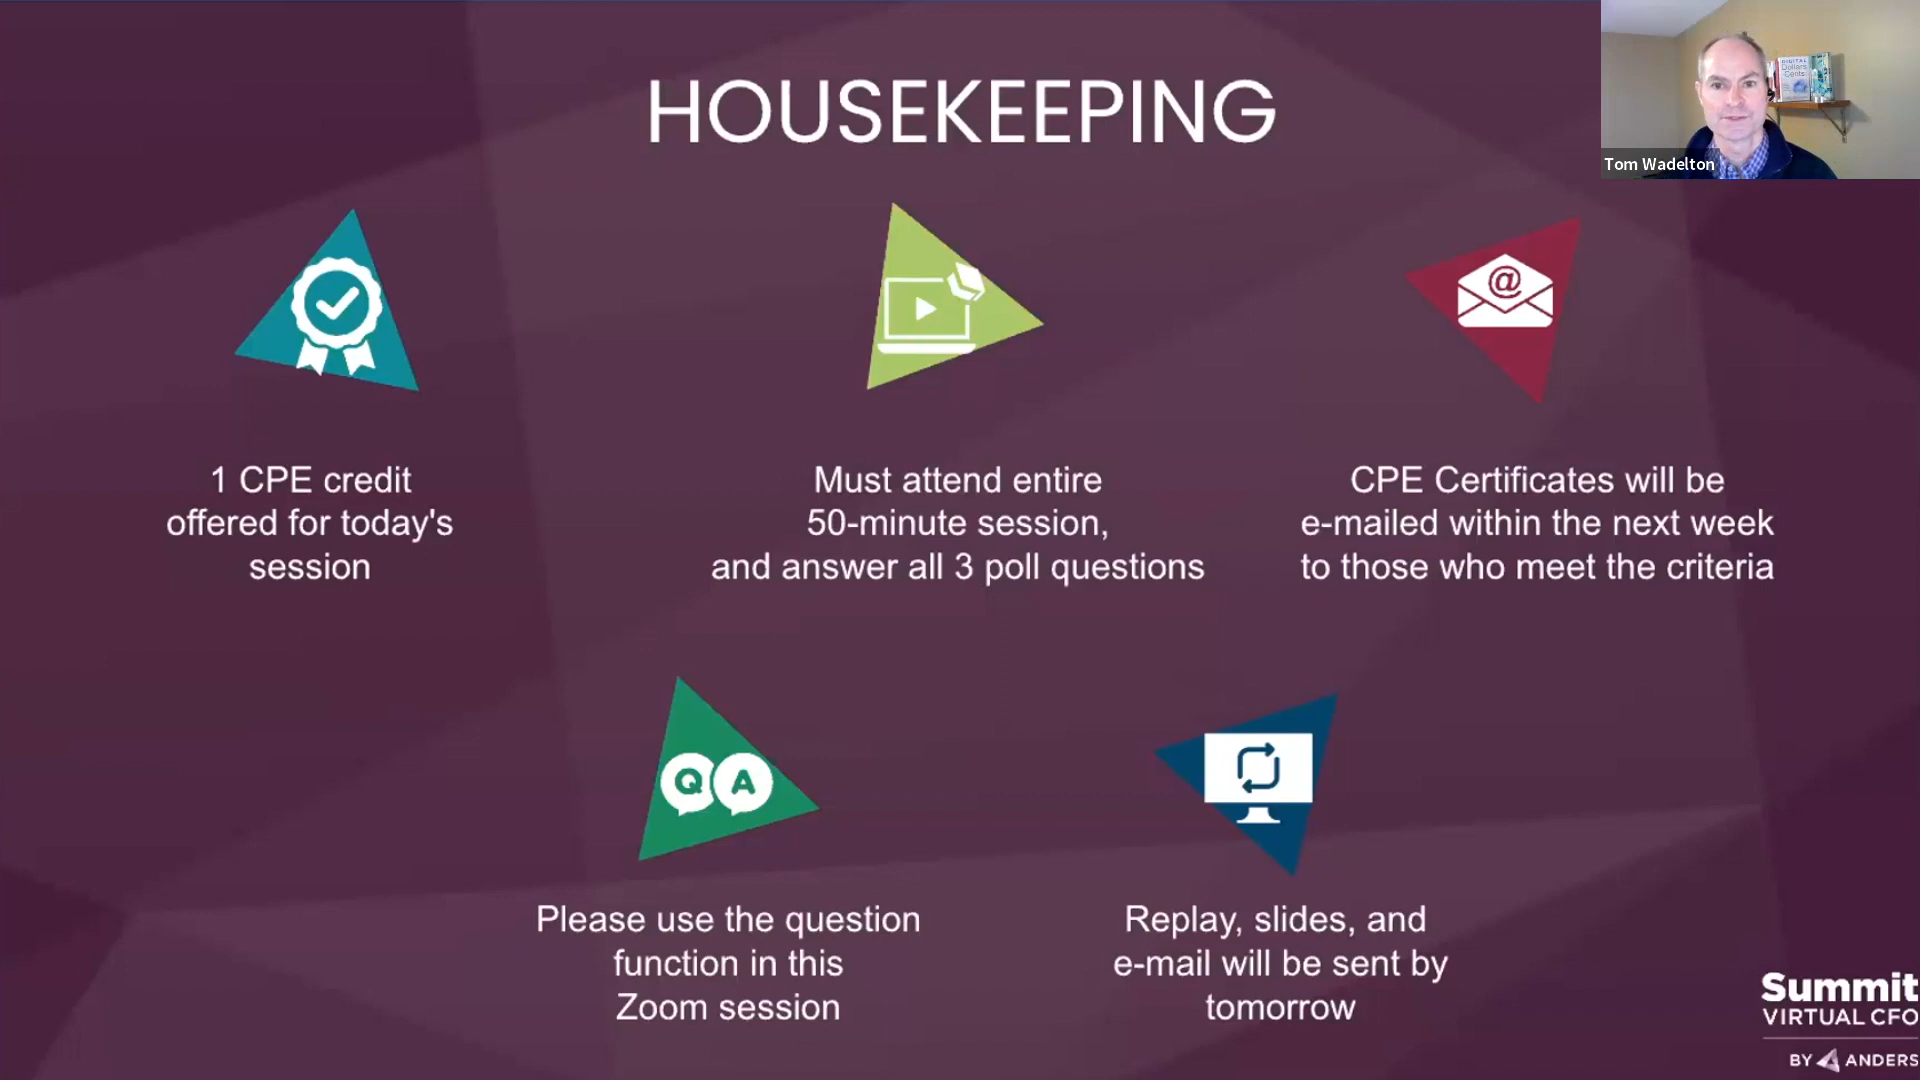 HOUSEKEEPING
DIGITAL
Dollars
Cents
Tom Wadelton
@
1 CPE credit
offered for today's
session
Must attend entire
50-minute session,
and answer all 3 poll questions
CPE Certificates will be
e-mailed within the next week
to those who meet the criteria
Q A
Please use the question
function in this
Zoom session
Replay, slides, and
e-mail will be sent by
tomorrow
Summit
VIRTUAL CFO
BY ANDERS